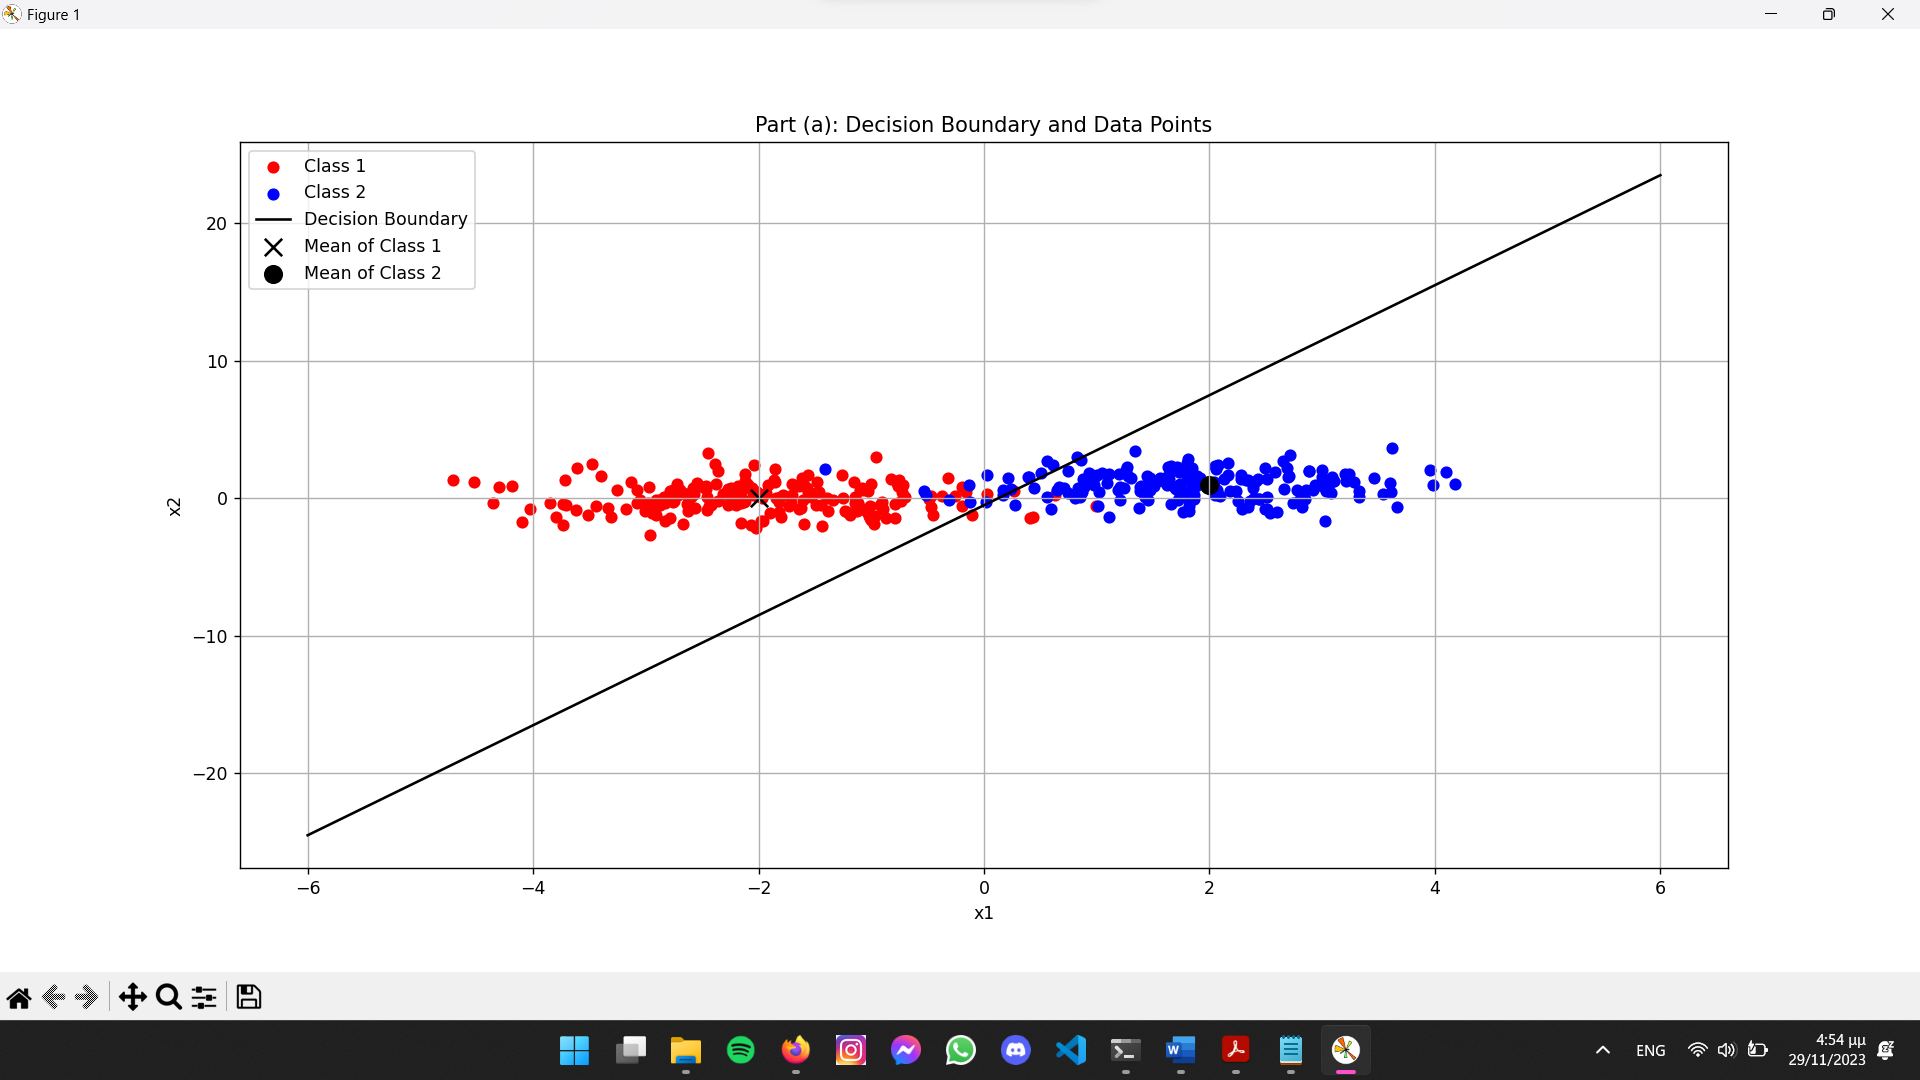 Figure 1
Part (a): Decision Boundary and Data Points
Class 1
Class 2
Decision Boundary
Mean of Class 1
Mean of Class 2
20
10
0
−10
−20
x2
−6
−4
−2
0
2
4
6
x1
ENG
4:54 μμ
29/11/2023